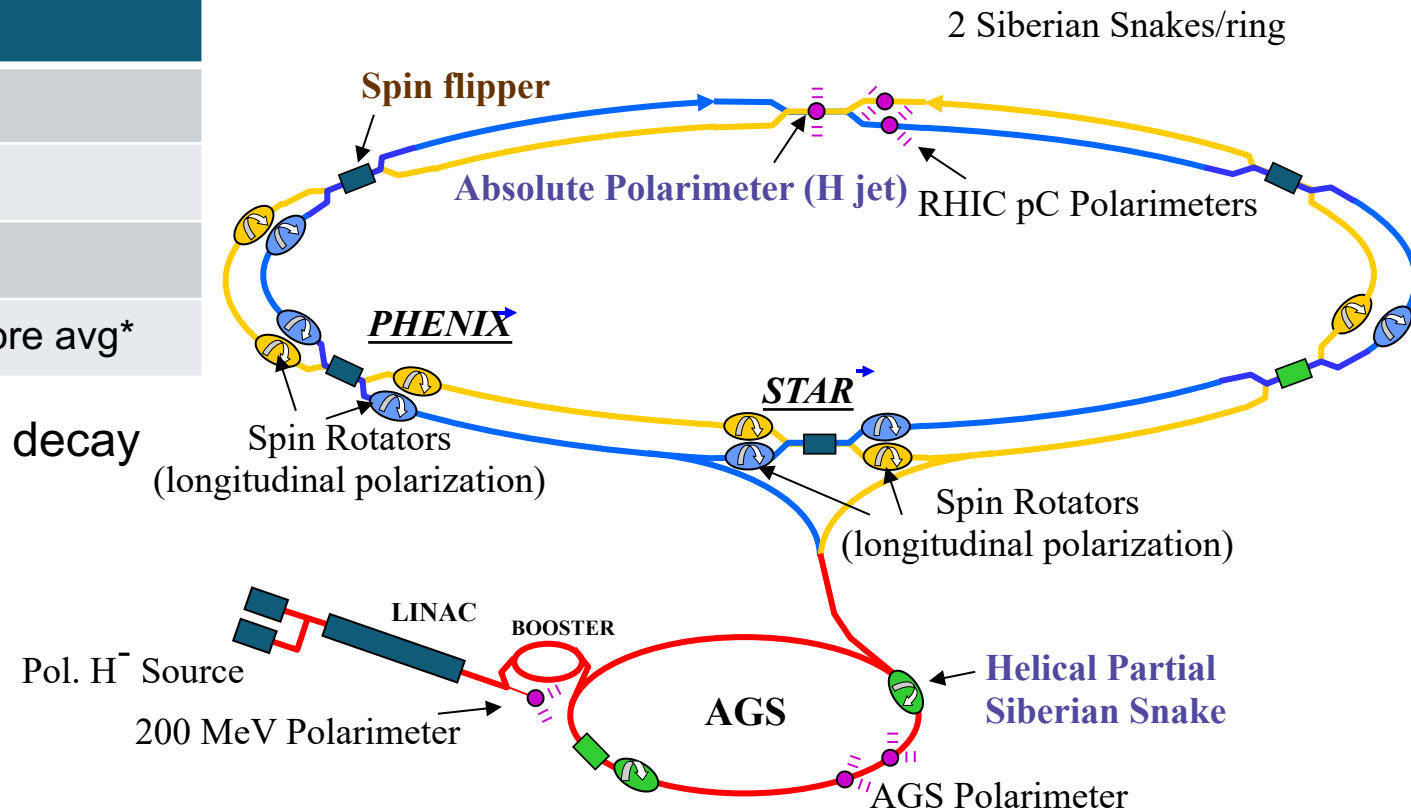 2 Siberian Snakes/ring
Spin flipper
Absolute Polarimeter (H jet)
RHIC pC Polarimeters
avg*
PHENIX
STAR
decay
Spin Rotators
(longitudinal polarization)
Spin Rotators
(longitudinal polarization)
LINAC
BOOSTER
Pol. H⁻ Source
200 MeV Polarimeter
AGS
Helical Partial
Siberian Snake
AGS Polarimeter